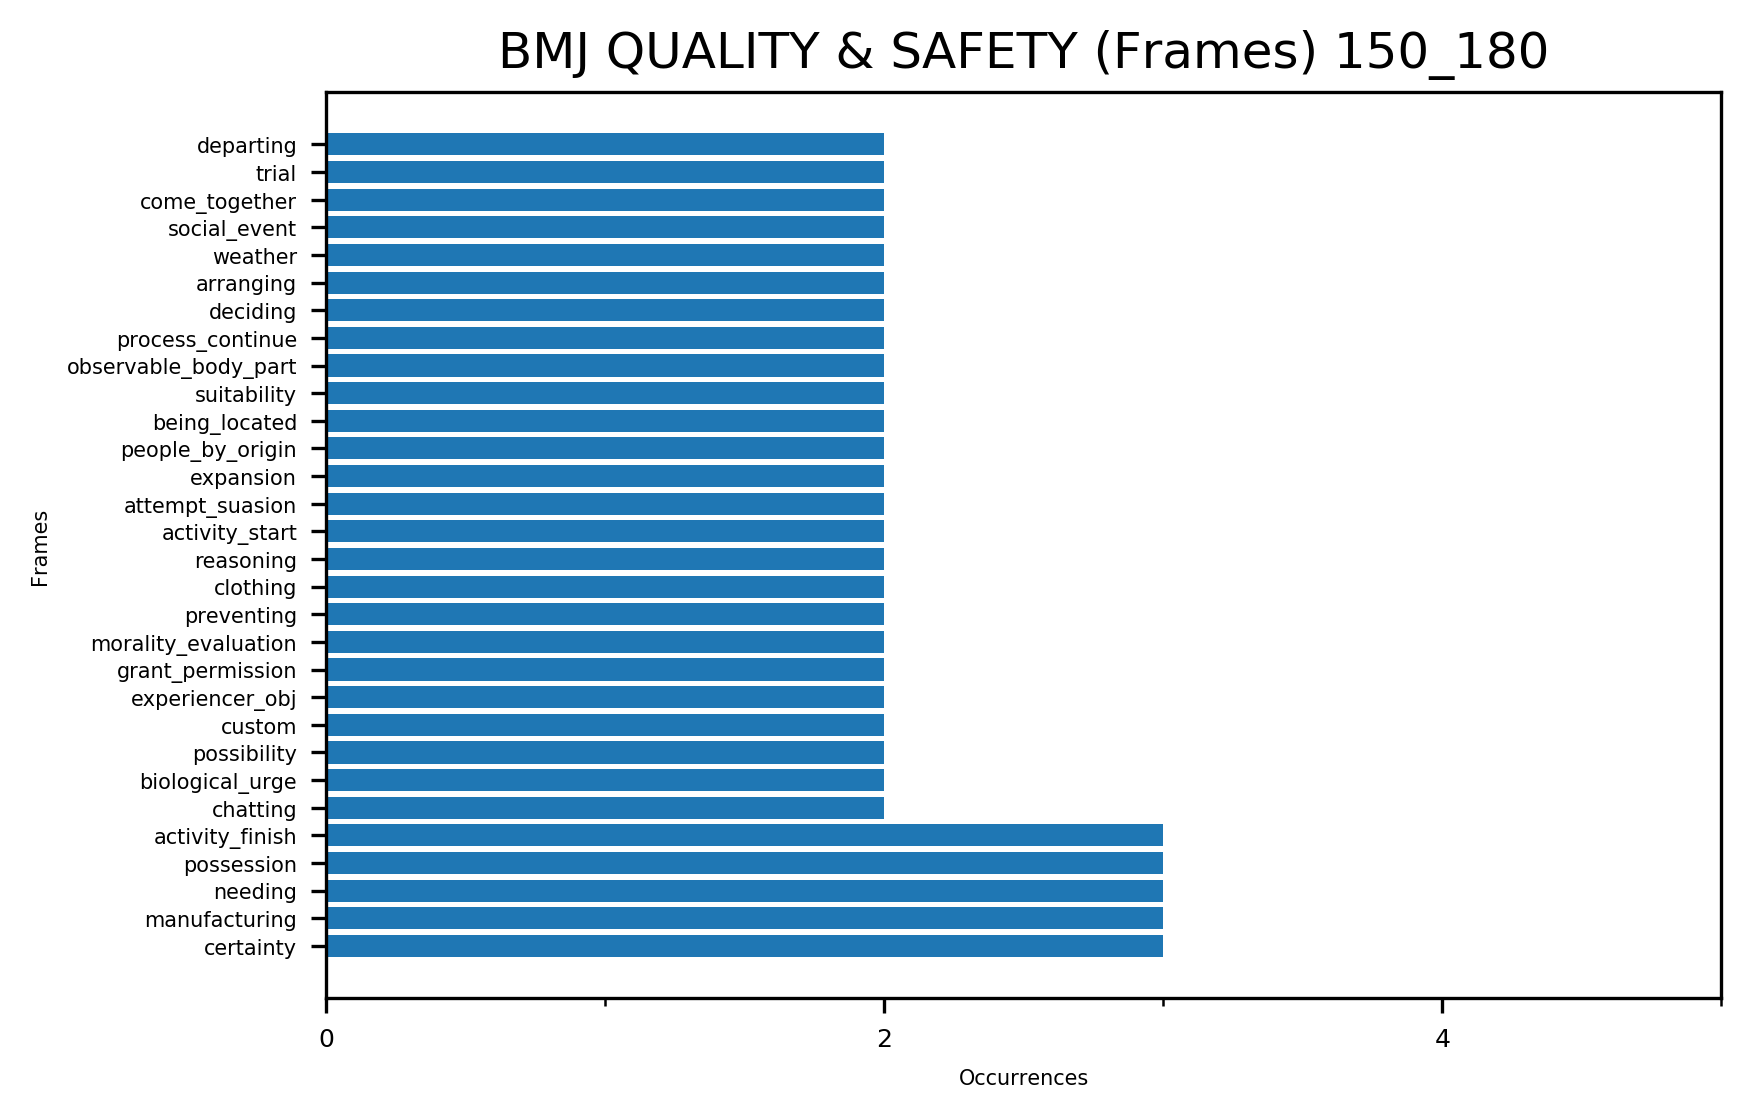 BMJ QUALITY & SAFETY (Frames) 150_180
departing
trial
come_together
social_event
weather
arranging
deciding
process_continue
observable_body_part
suitability
being_located
people_by_origin
expansion
attempt_suasion
activity_start
reasoning
clothing
preventing
morality_evaluation
grant_permission
experiencer_obj
custom
possibility
biological_urge
chatting
activity_finish
possession
needing
manufacturing
certainty
Frames
0 2 4
Occurrences